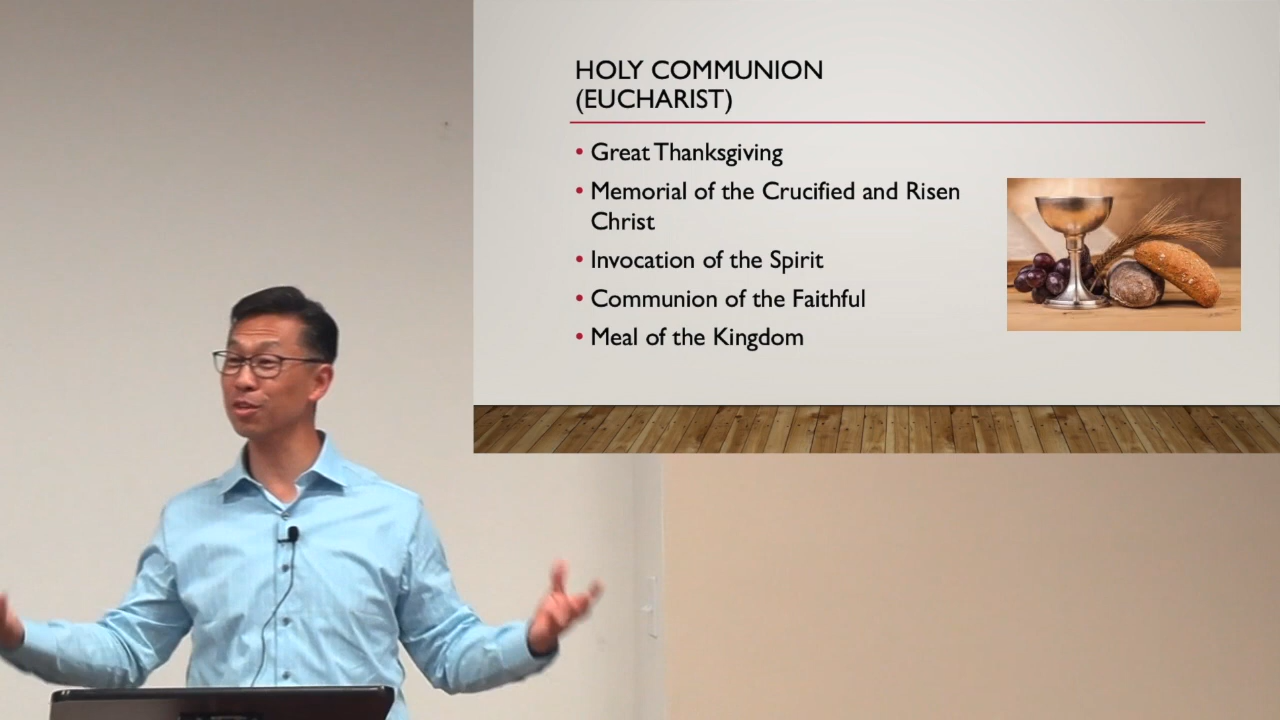 HOLY COMMUNION
(EUCHARIST)
• Great Thanksgiving
• Memorial of the Crucified and Risen
Christ
• Invocation of the Spirit
• Communion of the Faithful
• Meal of the Kingdom